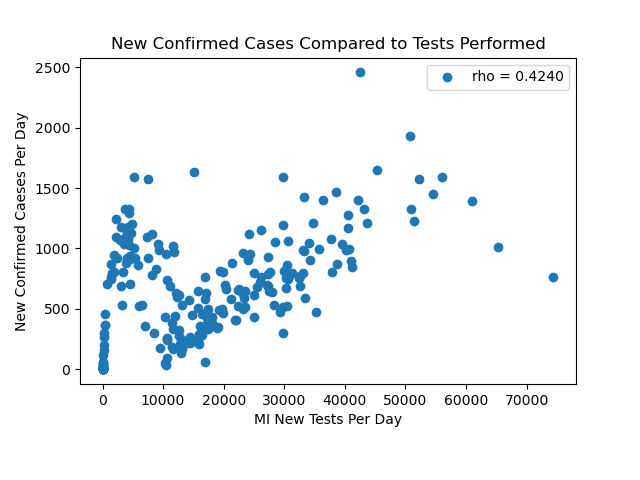 New Confirmed Cases Compared to Tests Performed
rho = 0.4240
New Confirmed Caeses Per Day
2500
2000
1500
1000
500
0
0 10000 20000 30000 40000 50000 60000 70000
MI New Tests Per Day